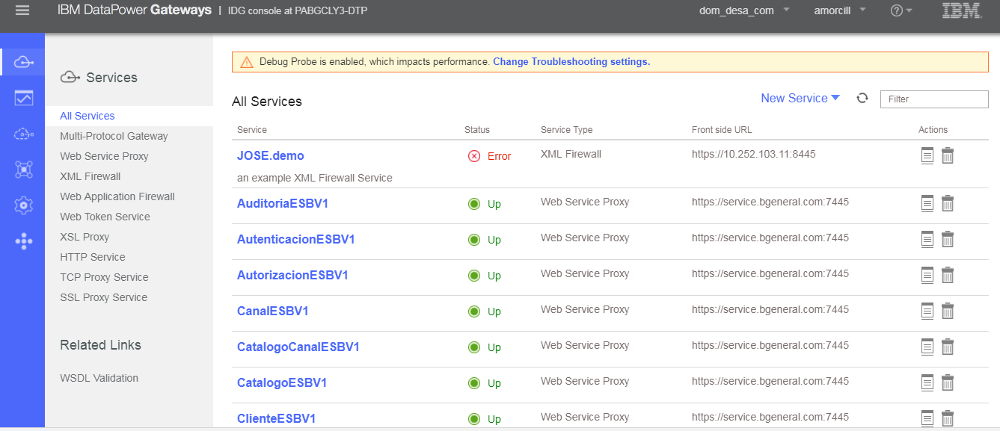 IBM DataPower Gateways | IDG console at PABGCLY3-DTP dom_desa_com amorcill ? IBM
Services
All Services
Multi-Protocol Gateway
Web Service Proxy
XML Firewall
Web Application Firewall
Web Token Service
XSL Proxy
HTTP Service
TCP Proxy Service
SSL Proxy Service
Related Links
WSDL Validation
Debug Probe is enabled, which impacts performance. Change Troubleshooting settings.
All Services New Service Filter
Service Status Service Type Front side URL Actions
JOSE.demo Error XML Firewall https://10.252.103.11:8445
an example XML Firewall Service
AuditoriaESBV1 Up Web Service Proxy https://service.bgeneral.com:7445
AutenticacionESBV1 Up Web Service Proxy https://service.bgeneral.com:7445
AutorizacionESBV1 Up Web Service Proxy https://service.bgeneral.com:7445
CanalESBV1 Up Web Service Proxy https://service.bgeneral.com:7445
CatalogoCanalESBV1 Up Web Service Proxy https://service.bgeneral.com:7445
CatalogoESBV1 Up Web Service Proxy https://service.bgeneral.com:7445
ClienteESBV1 Up Web Service Proxy https://service.bgeneral.com:7445